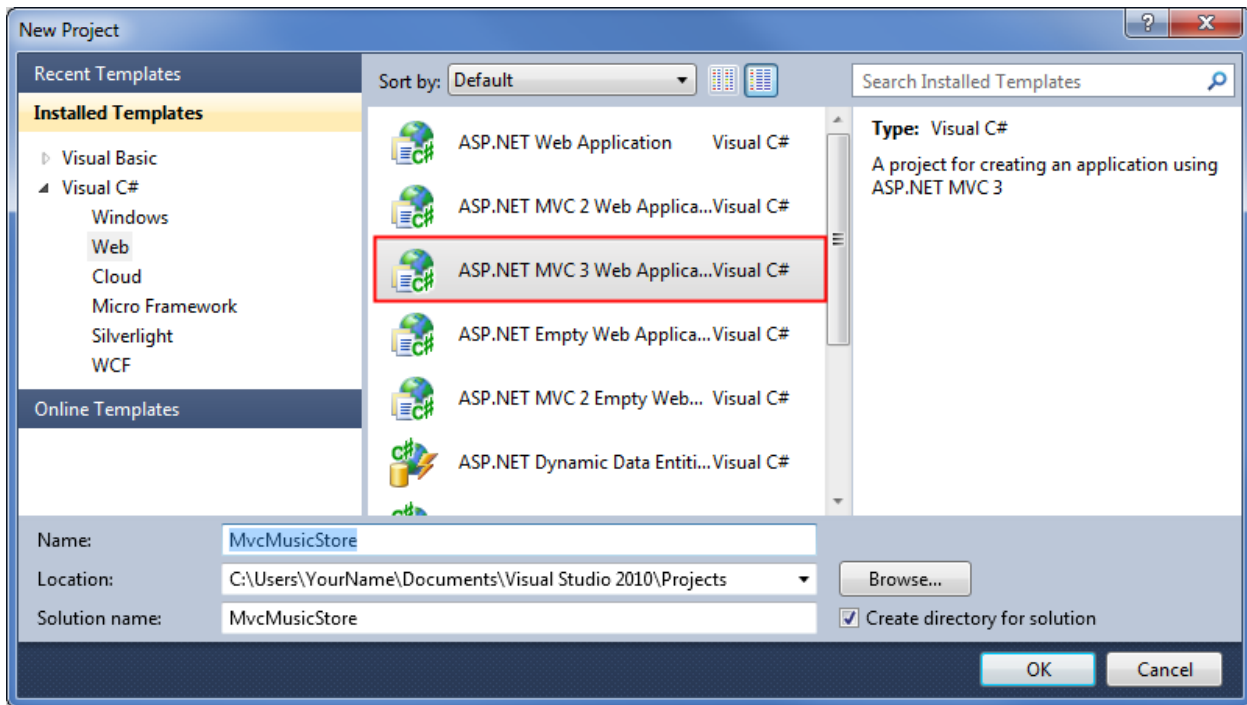 New Project
Recent Templates
Installed Templates
Visual Basic
Visual C#
Windows
Web
Cloud
Micro Framework
Silverlight
WCF
Online Templates
Sort by: Default
ASP.NET Web Application Visual C#
ASP.NET MVC 2 Web Applica... Visual C#
ASP.NET MVC 3 Web Applica... Visual C#
ASP.NET Empty Web Applica... Visual C#
ASP.NET MVC 2 Empty Web... Visual C#
ASP.NET Dynamic Data Entiti... Visual C#
Search Installed Templates
Type: Visual C#
A project for creating an application using
ASP.NET MVC 3
Name: MvcMusicStore
Location: C:\Users\YourName\Documents\Visual Studio 2010\Projects Browse...
Solution name: MvcMusicStore Create directory for solution
OK Cancel